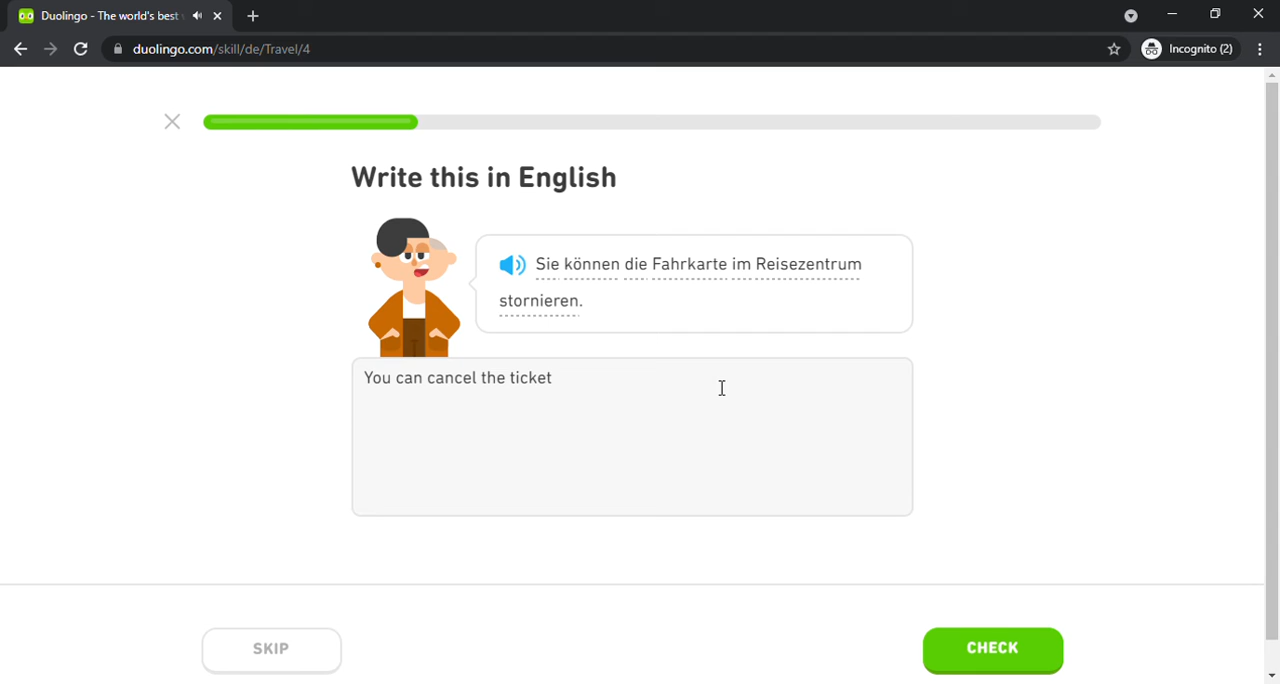 Duolingo - The world's best
duolingo.com/skill/de/Travel/4
Incognito (2)
Write this in English
Sie können die Fahrkarte im Reisezentrum
stornieren.
You can cancel the ticket
SKIP
CHECK